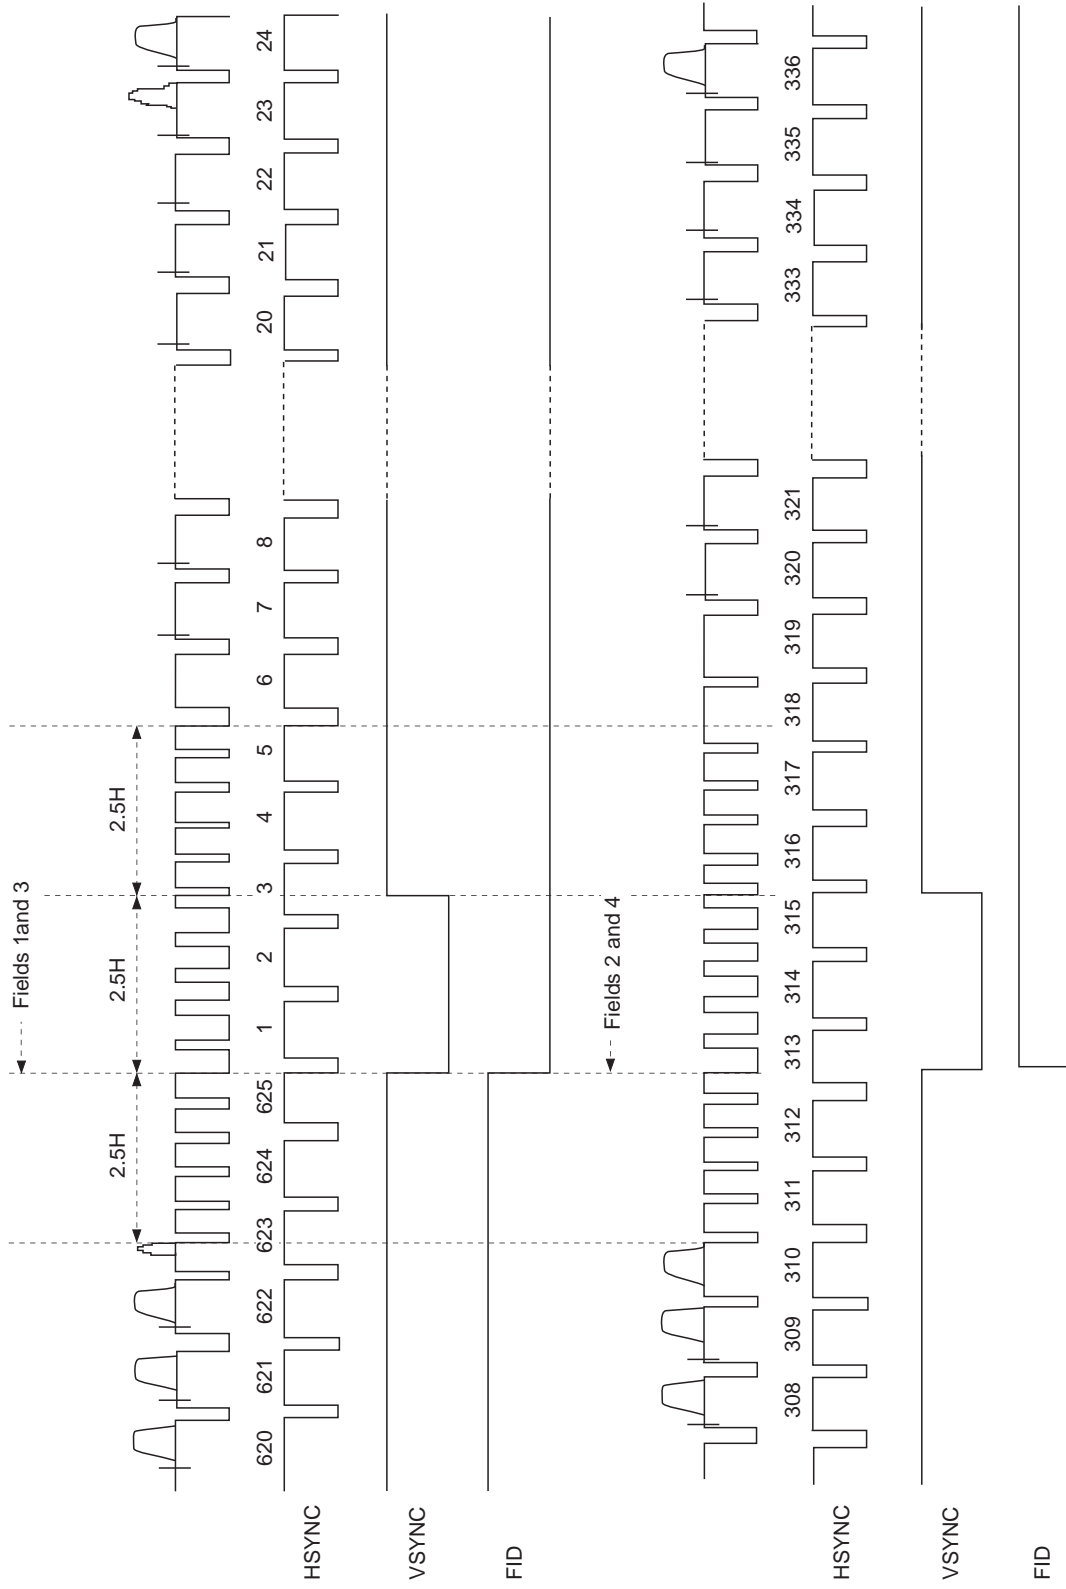 Fields 1and 3
2.5H 2.5H 2.5H
620 621 622 623 624 625 1 2 3 4 5 6 7 8 20 21 22 23 24
HSYNC
VSYNC
FID
Fields 2 and 4
308 309 310 311 312 313 314 315 316 317 318 319 320 321 333 334 335 336
HSYNC
VSYNC
FID